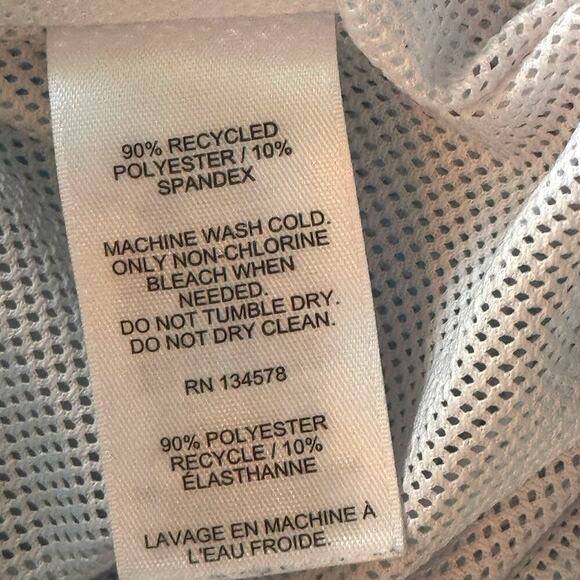 90% RECYCLED
POLYESTER / 10%
SPANDEX
MACHINE WASH COLD.
ONLY NON-CHLORINE
BLEACH WHEN
NEEDED.
DO NOT TUMBLE DRY.
DO NOT DRY CLEAN.
RN 134578
90% POLYESTER
RECYCLE / 10%
ÉLASTHANNE
LAVAGE EN MACHINE À
L'EAU FROIDE.